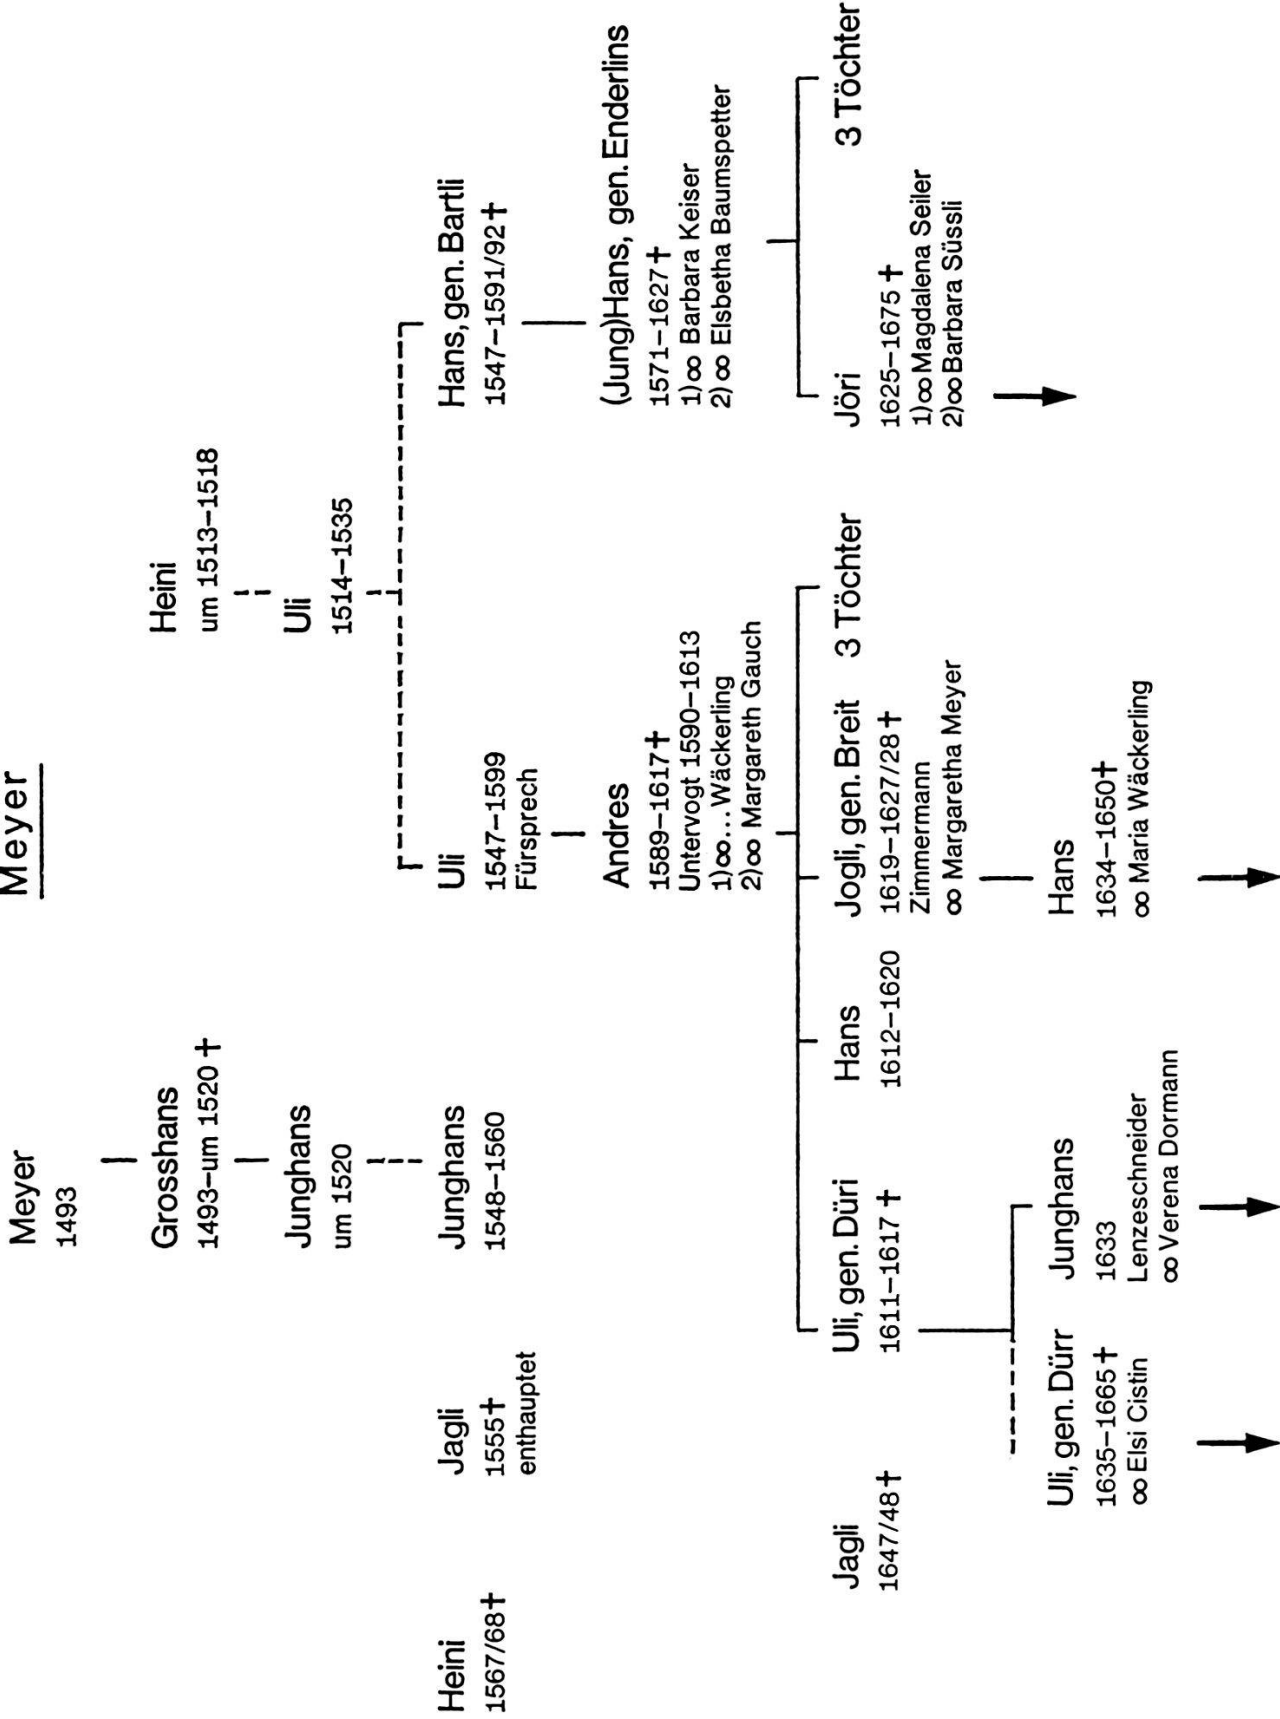 Meyer
Meyer
1493
Grosshans
1493–um 1520 †
Heini
um 1513–1518
Junghans
um 1520
Uli
1514–1535
Heini
1567/68†
Jagli
1555†
enthauptet
Junghans
1548–1560
Uli
1547–1599
Fürsprech
Hans, gen. Bartli
1547–1591/92†
Andres
1589–1617†
Untervogt 1590–1613
1)∞...Wäckerling
2)∞ Margareth Gauch
(Jung)Hans, gen. Enderlins
1571–1627†
1)∞ Barbara Keiser
2)∞ Elsbetha Baumspetter
Jagli
1647/48†
Uli, gen. Düri
1611–1617 †
Hans
1612–1620
Jogli, gen. Breit
1619–1627/28†
Zimmermann
∞ Margaretha Meyer
3 Töchter
Jöri
1625–1675 †
1)∞Magdalena Seiler
2)∞Barbara Süssli
3 Töchter
Uli, gen. Dürr
1635–1665†
∞ Elsi Cistin
Junghans
1633
Lenzeschneider
∞ Verena Dormann
Hans
1634–1650†
∞ Maria Wäckerling